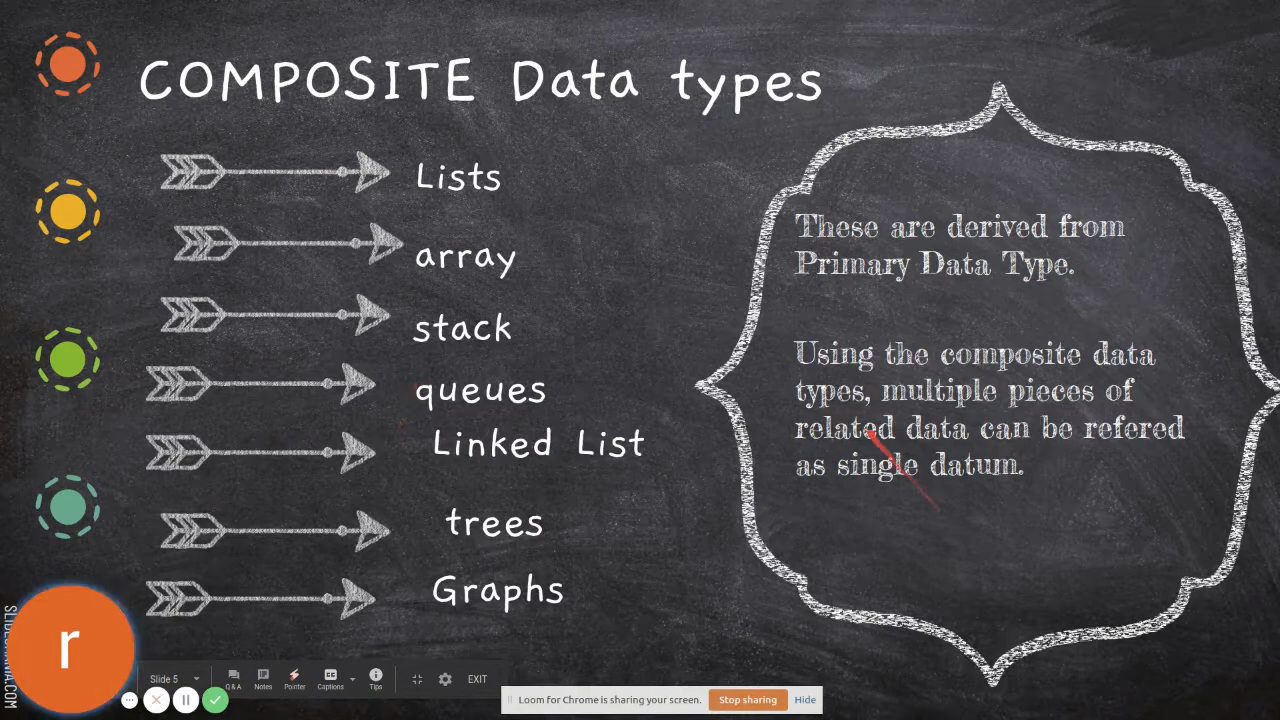 COMPOSITE Data types
Lists
array
stack
queues
Linked List
trees
Graphs
These are derived from
Primary Data Type.
Using the composite data
types, multiple pieces of
related data can be refered
as single datum.
r
Slide 5
Q&A
Notes
Pointer
Captions
Tips
EXIT
Loom for Chrome is sharing your screen.
Stop sharing
Hide